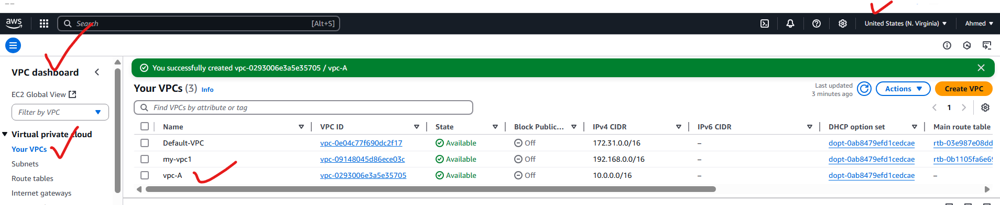 aws Search [Alt+S] United States (N. Virginia) Ahmed
VPC dashboard
EC2 Global View
Filter by VPC
Virtual private cloud
Your VPCs
Subnets
Route tables
Internet gateways
You successfully created vpc-0293006e3a5e35705 / vpc-A
Your VPCs (3) Info
Last updated
3 minutes ago
Actions
Create VPC
Find VPCs by attribute or tag
1
Name VPC ID State Block Public... IPv4 CIDR IPv6 CIDR DHCP option set Main route table
Default-VPC vpc-0e04c77f690dc2f17 Available Off 172.31.0.0/16 – dopt-0ab8479efd1cedcae rtb-03e987e08dd
my-vpc1 vpc-09148045d86ece03c Available Off 192.168.0.0/16 – dopt-0ab8479efd1cedcae rtb-0b1105fa6e69
vpc-A vpc-0293006e3a5e35705 Available Off 10.0.0.0/16 – dopt-0ab8479efd1cedcae –